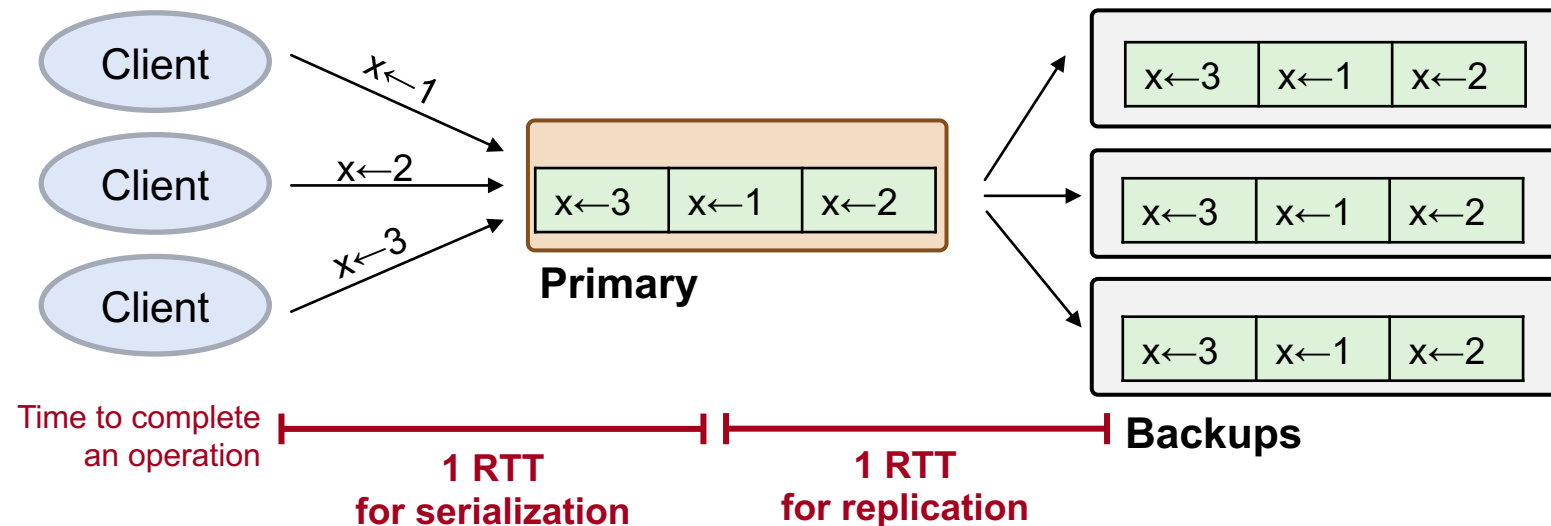 Client
Client
Client
x←1
x←2
x←3
x←3 x←1 x←2
Primary
x←3 x←1 x←2
x←3 x←1 x←2
x←3 x←1 x←2
Backups
Time to complete
an operation
1 RTT
for serialization
1 RTT
for replication